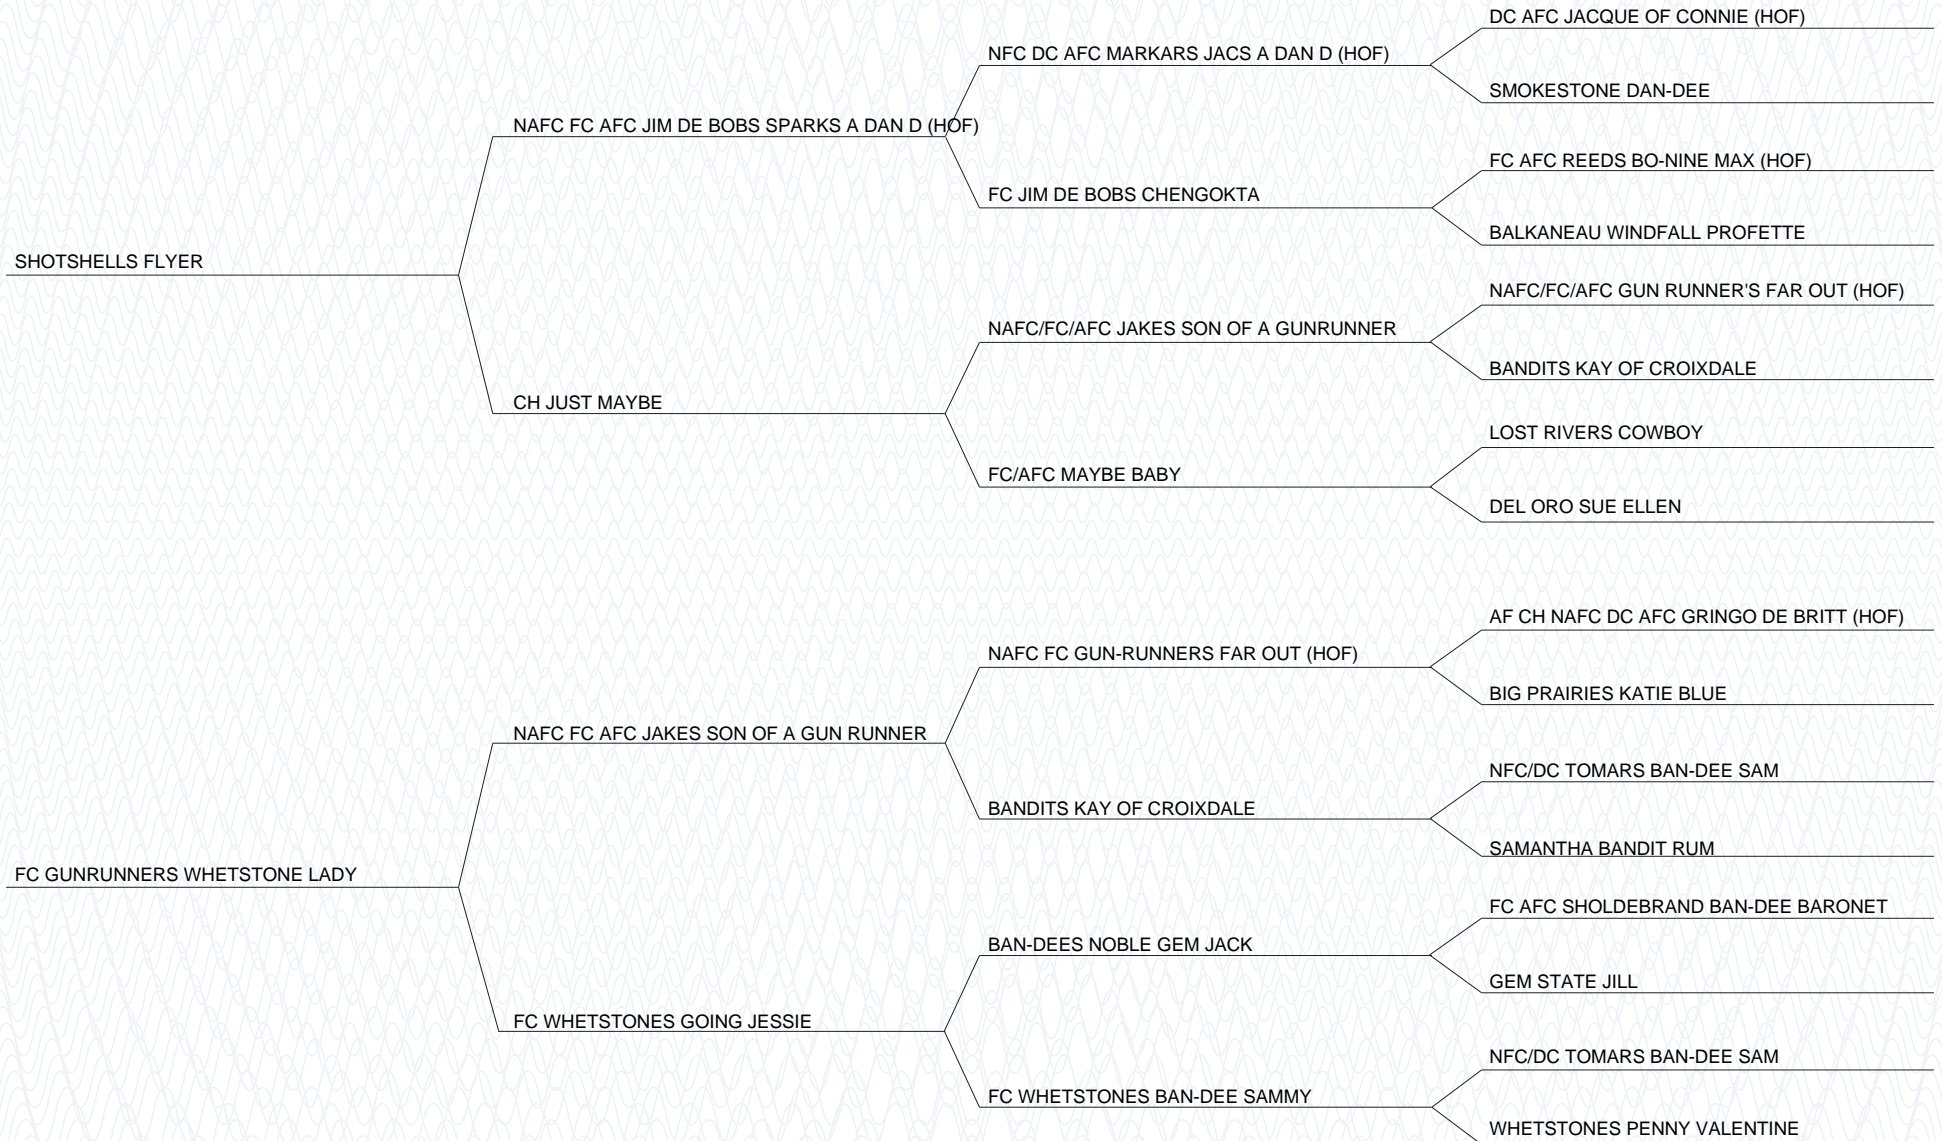 DC AFC JACQUE OF CONNIE (HOF)
NFC DC AFC MARKARS JACS A DAN D (HOF)
SMOKESTONE DAN-DEE
NAFC FC AFC JIM DE BOBS SPARKS A DAN D (HOF)
FC AFC REEDS BO-NINE MAX (HOF)
FC JIM DE BOBS CHENGOKTA
BALKANEAU WINDFALL PROFETTE
SHOTSHELLS FLYER
NAFC/FC/AFC GUN RUNNER'S FAR OUT (HOF)
NAFC/FC/AFC JAKES SON OF A GUNRUNNER
BANDITS KAY OF CROIXDALE
CH JUST MAYBE
LOST RIVERS COWBOY
FC/AFC MAYBE BABY
DEL ORO SUE ELLEN
AF CH NAFC DC AFC GRINGO DE BRITT (HOF)
NAFC FC GUN-RUNNERS FAR OUT (HOF)
BIG PRAIRIES KATIE BLUE
NAFC FC AFC JAKES SON OF A GUN RUNNER
NFC/DC TOMARS BAN-DEE SAM
BANDITS KAY OF CROIXDALE
SAMANTHA BANDIT RUM
FC GUNRUNNERS WHETSTONE LADY
FC AFC SHOLDEBRAND BAN-DEE BARONET
BAN-DEES NOBLE GEM JACK
GEM STATE JILL
FC WHETSTONES GOING JESSIE
NFC/DC TOMARS BAN-DEE SAM
FC WHETSTONES BAN-DEE SAMMY
WHETSTONES PENNY VALENTINE